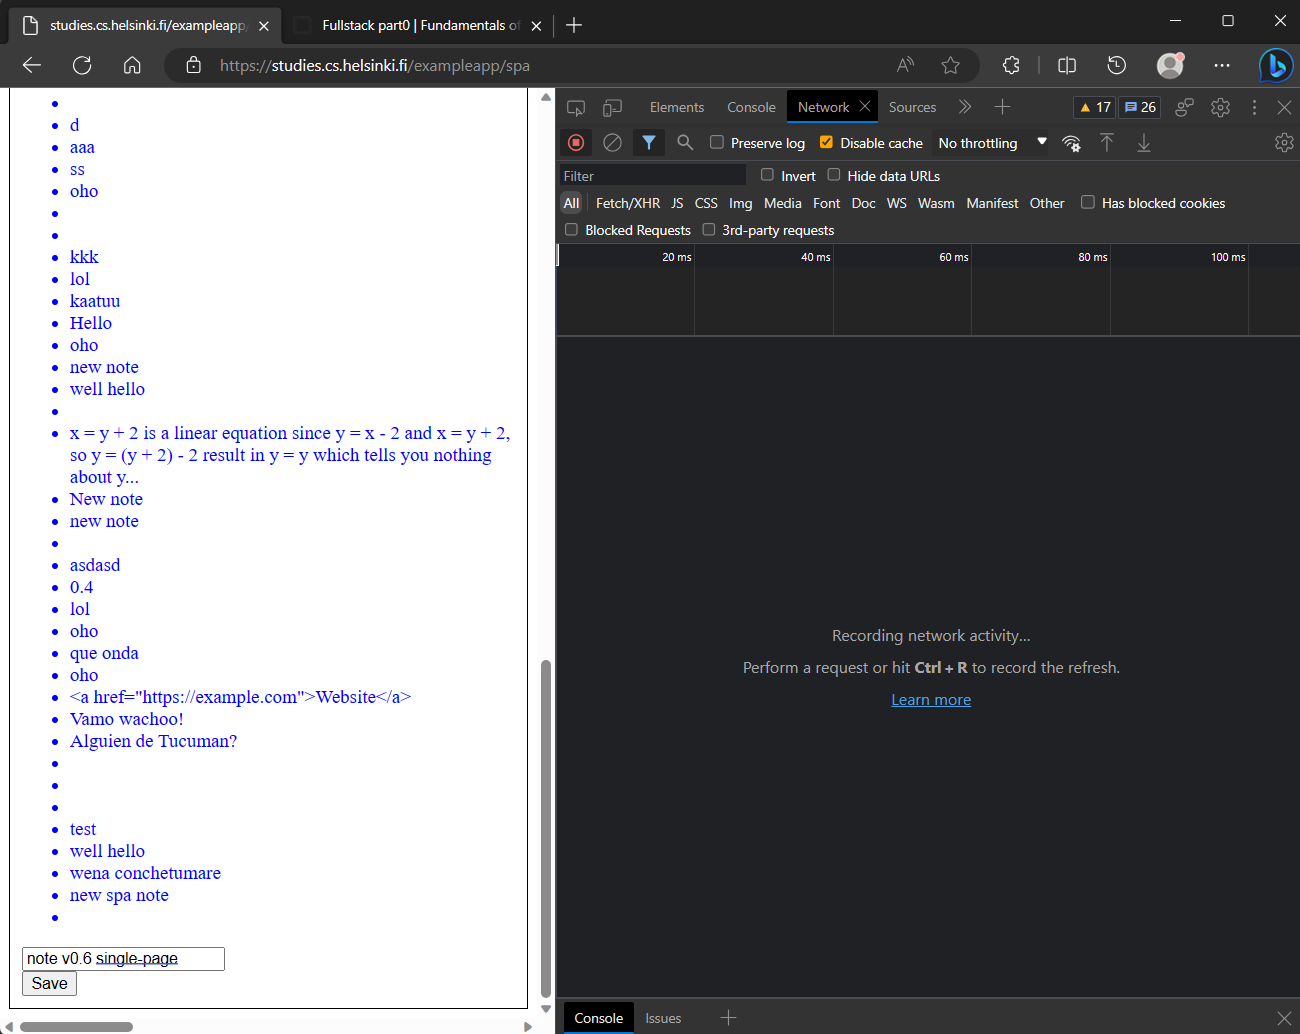 studies.cs.helsinki.fi/exampleapp/
Fullstack part0 | Fundamentals of
https://studies.cs.helsinki.fi/exampleapp/spa
d
aaa
ss
oho
kkk
lol
kaatuu
Hello
oho
new note
well hello
x = y + 2 is a linear equation since y = x - 2 and x = y + 2,
so y = (y + 2) - 2 result in y = y which tells you nothing
about y...
New note
new note
asdasd
0.4
lol
oho
que onda
oho
<a href="https://example.com">Website</a>
Vamo wachoo!
Alguien de Tucuman?
test
well hello
wena conchetumare
new spa note
note v0.6 single-page
Save
Elements Console Network Sources 17 26
Preserve log Disable cache No throttling
Filter Invert Hide data URLs
All Fetch/XHR JS CSS Img Media Font Doc WS Wasm Manifest Other Has blocked cookies
Blocked Requests 3rd-party requests
20 ms 40 ms 60 ms 80 ms 100 ms
Recording network activity...
Perform a request or hit Ctrl + R to record the refresh.
Learn more
Console Issues